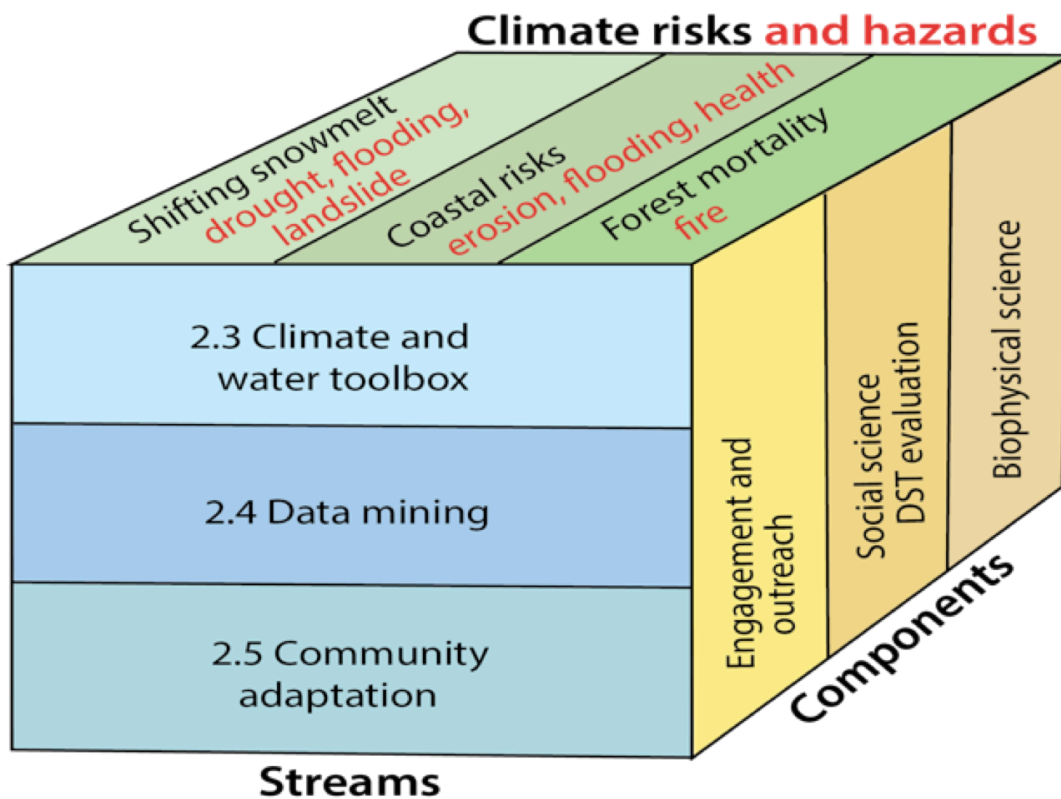 Climate risks and hazards
Shifting snowmelt
drought, flooding,
landslide
Coastal risks
erosion, flooding, health
Forest mortality
fire
2.3 Climate and
water toolbox
2.4 Data mining
2.5 Community
adaptation
Streams
Engagement and
outreach
Social science
DST evaluation
Biophysical science
Components